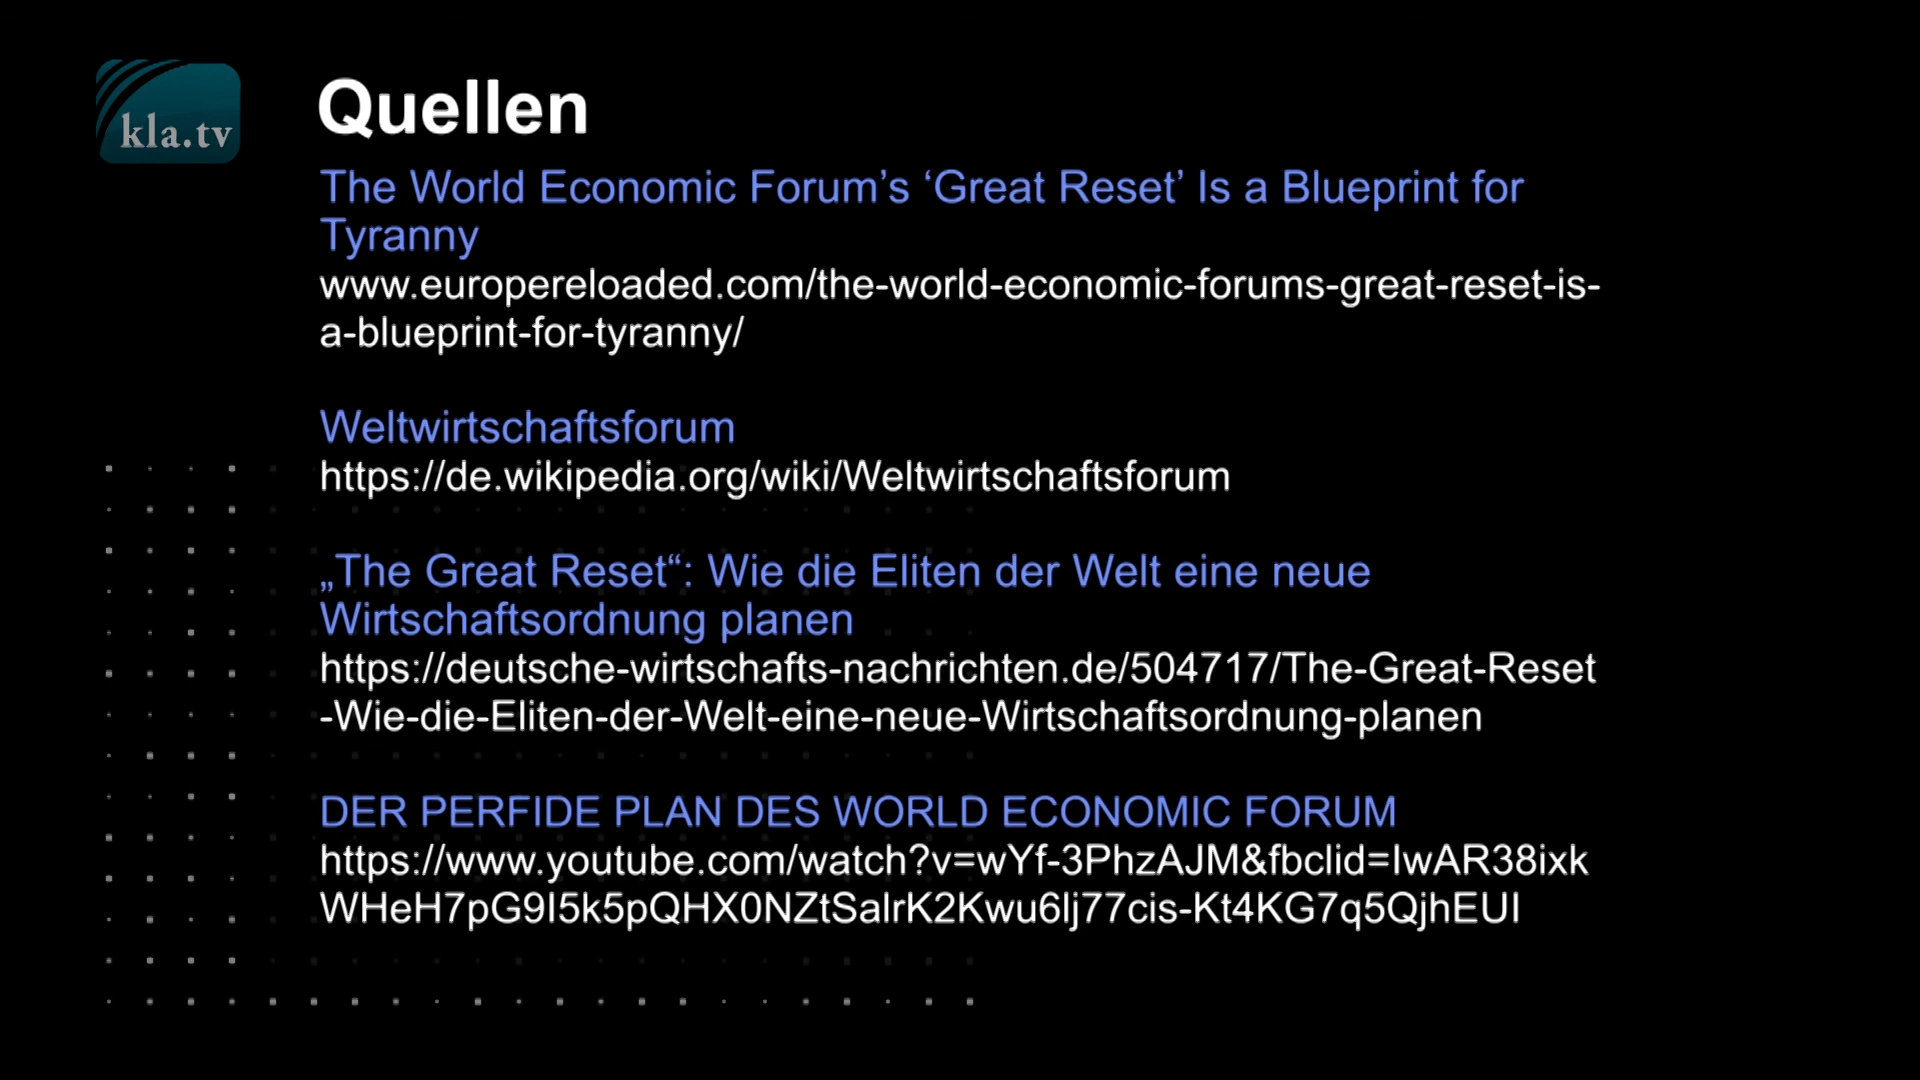 kla.tv
Quellen
The World Economic Forum’s ‘Great Reset’ Is a Blueprint for
Tyranny
www.europereloaded.com/the-world-economic-forums-great-reset-is-
a-blueprint-for-tyranny/
Weltwirtschaftsforum
https://de.wikipedia.org/wiki/Weltwirtschaftsforum
„The Great Reset“: Wie die Eliten der Welt eine neue
Wirtschaftsordnung planen
https://deutsche-wirtschafts-nachrichten.de/504717/The-Great-Reset
-Wie-die-Eliten-der-Welt-eine-neue-Wirtschaftsordnung-planen
DER PERFIDE PLAN DES WORLD ECONOMIC FORUM
https://www.youtube.com/watch?v=wYf-3PhzAJM&fbclid=IwAR38ixk
WHeH7pG9I5k5pQHX0NZtSalrK2Kwu6lj77cis-Kt4KG7q5QjhEUI